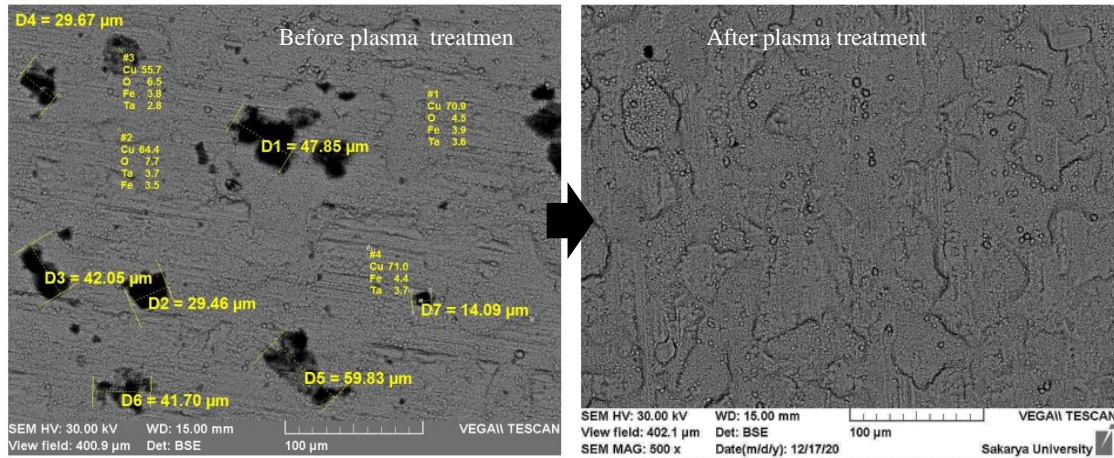 D4 = 29.67 µm
Before plasma treatmen
#3
Cu 55.7
O 6.5
Fe 3.8
Ta 2.8
#1
Cu 70.9
O 4.5
Fe 3.9
Ta 3.6
D1 = 47.85 µm
#2
Cu 64.4
O 7.7
Ta 3.7
Fe 3.5
#4
Cu 71.0
Fe 4.4
Ta 3.7
D3 = 42.05 µm
D2 = 29.46 µm
D7 = 14.09 µm
D5 = 59.83 µm
D6 = 41.70 µm
SEM HV: 30.00 kV WD: 15.00 mm VEGA\\ TESCAN
View field: 400.9 µm Det: BSE 100 µm
After plasma treatment
SEM HV: 30.00 kV WD: 15.00 mm VEGA\\ TESCAN
View field: 402.1 µm Det: BSE 100 µm
SEM MAG: 500 x Date(m/d/y): 12/17/20 Sakarya University